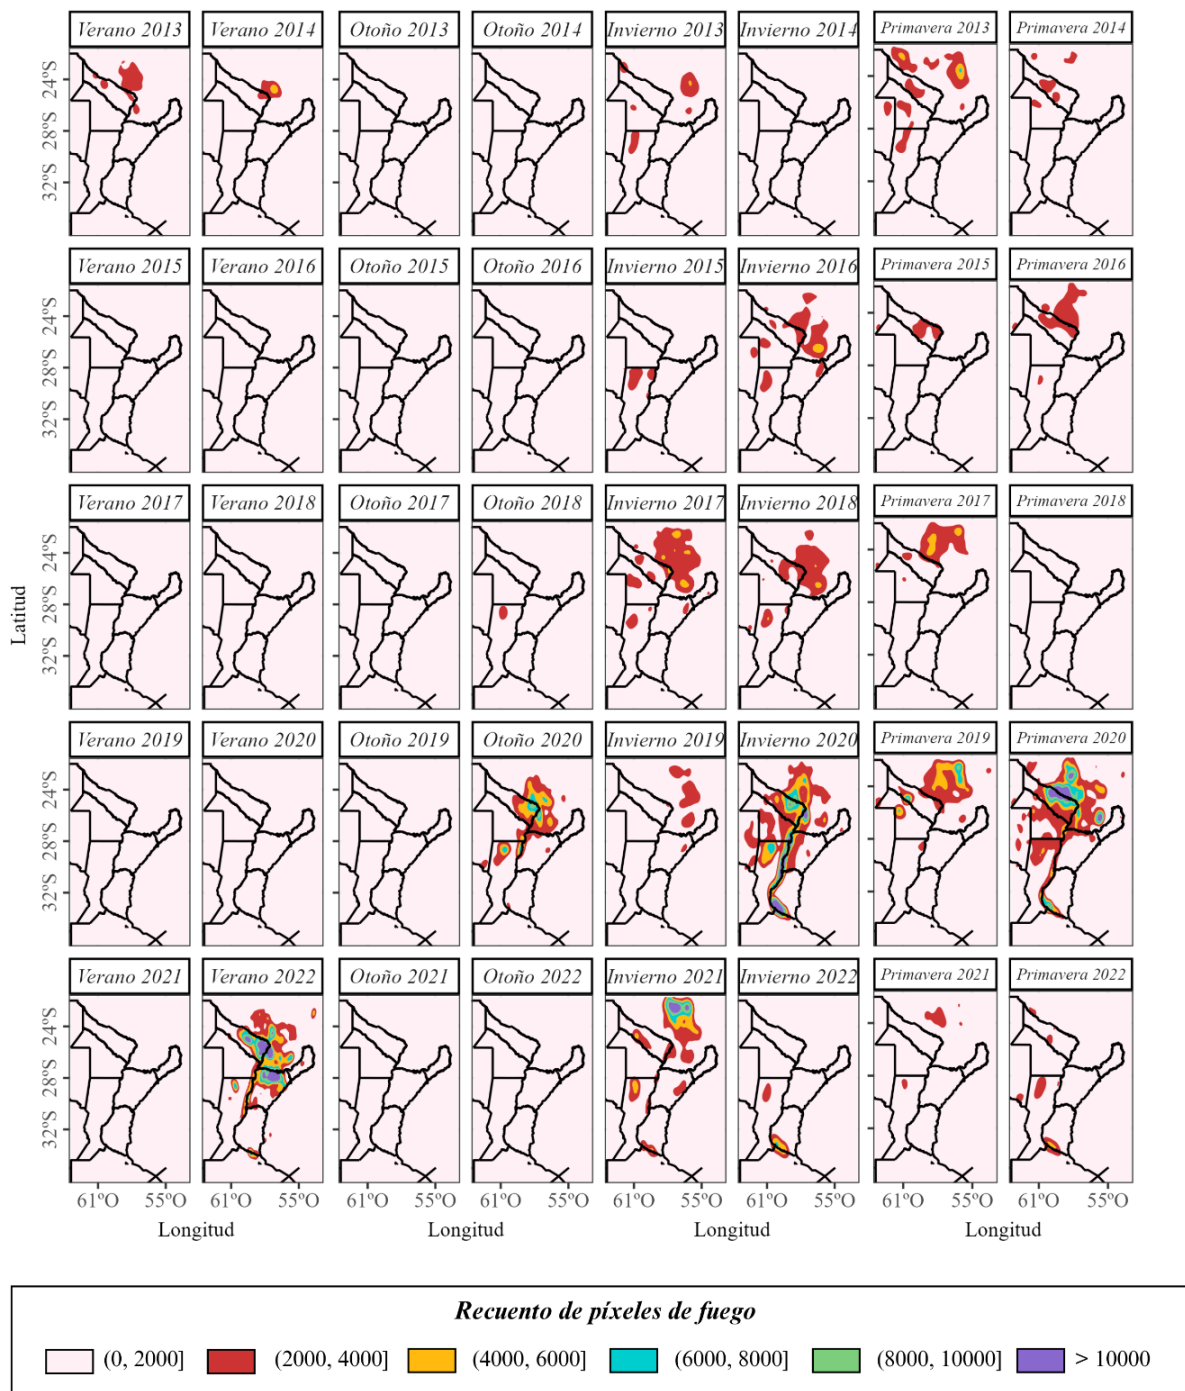 Verano 2013 Verano 2014 Otoño 2013 Otoño 2014 Invierno 2013 Invierno 2014 Primavera 2013 Primavera 2014
24°S
28°S
32°S
Verano 2015 Verano 2016 Otoño 2015 Otoño 2016 Invierno 2015 Invierno 2016 Primavera 2015 Primavera 2016
24°S
28°S
32°S
Verano 2017 Verano 2018 Otoño 2017 Otoño 2018 Invierno 2017 Invierno 2018 Primavera 2017 Primavera 2018
24°S
28°S
32°S
Latitud
Verano 2019 Verano 2020 Otoño 2019 Otoño 2020 Invierno 2019 Invierno 2020 Primavera 2019 Primavera 2020
24°S
28°S
32°S
Verano 2021 Verano 2022 Otoño 2021 Otoño 2022 Invierno 2021 Invierno 2022 Primavera 2021 Primavera 2022
24°S
28°S
32°S
61°O 55°O 61°O 55°O 61°O 55°O 61°O 55°O 61°O 55°O 61°O 55°O 61°O 55°O 61°O 55°O
Longitud Longitud Longitud Longitud
Recuento de píxeles de fuego
(0, 2000] (2000, 4000] (4000, 6000] (6000, 8000] (8000, 10000] > 10000